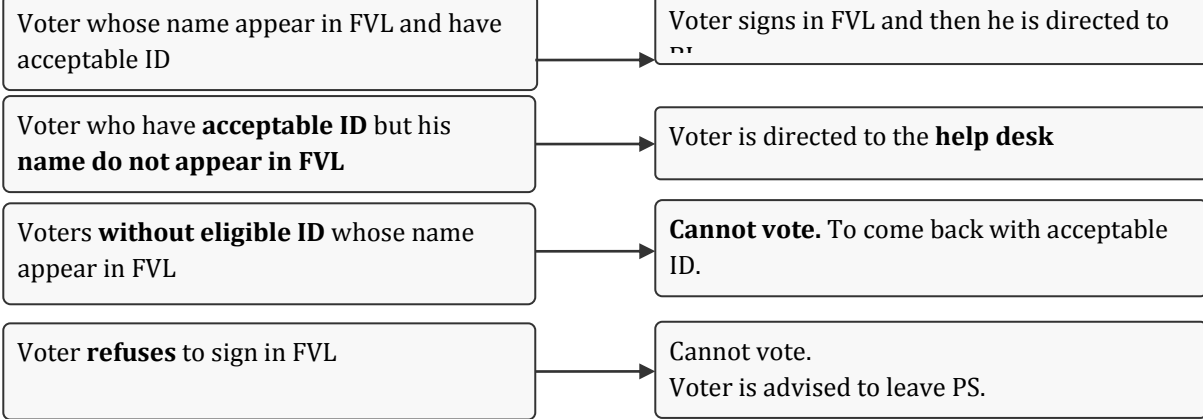 Voter whose name appear in FVL and have
acceptable ID
Voter signs in FVL and then he is directed to
Voter who have acceptable ID but his
name do not appear in FVL
Voter is directed to the help desk
Voters without eligible ID whose name
appear in FVL
Cannot vote. To come back with acceptable
ID.
Voter refuses to sign in FVL
Cannot vote.
Voter is advised to leave PS.